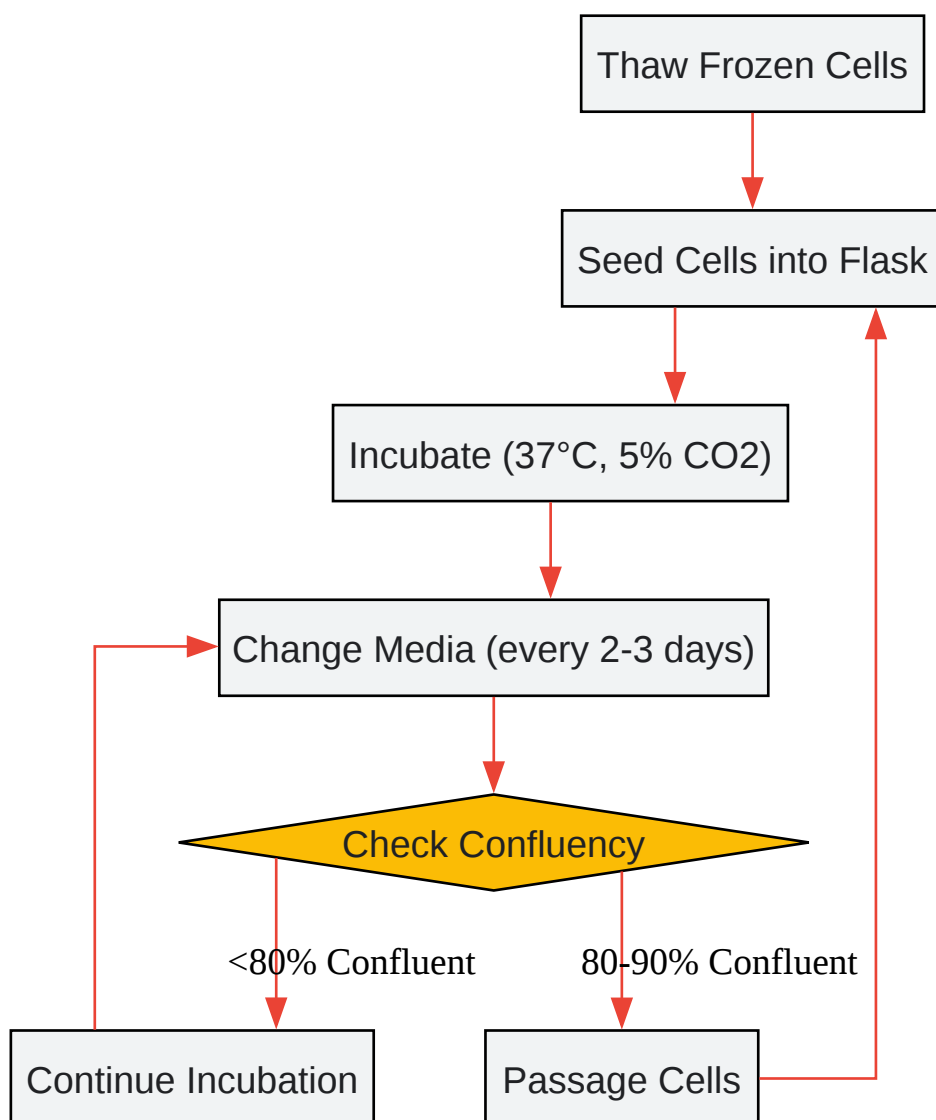 Thaw Frozen Cells
Seed Cells into Flask
Incubate (37°C, 5% CO2)
Change Media (every 2-3 days)
Check Confluency
<80% Confluent
80-90% Confluent
Continue Incubation
Passage Cells